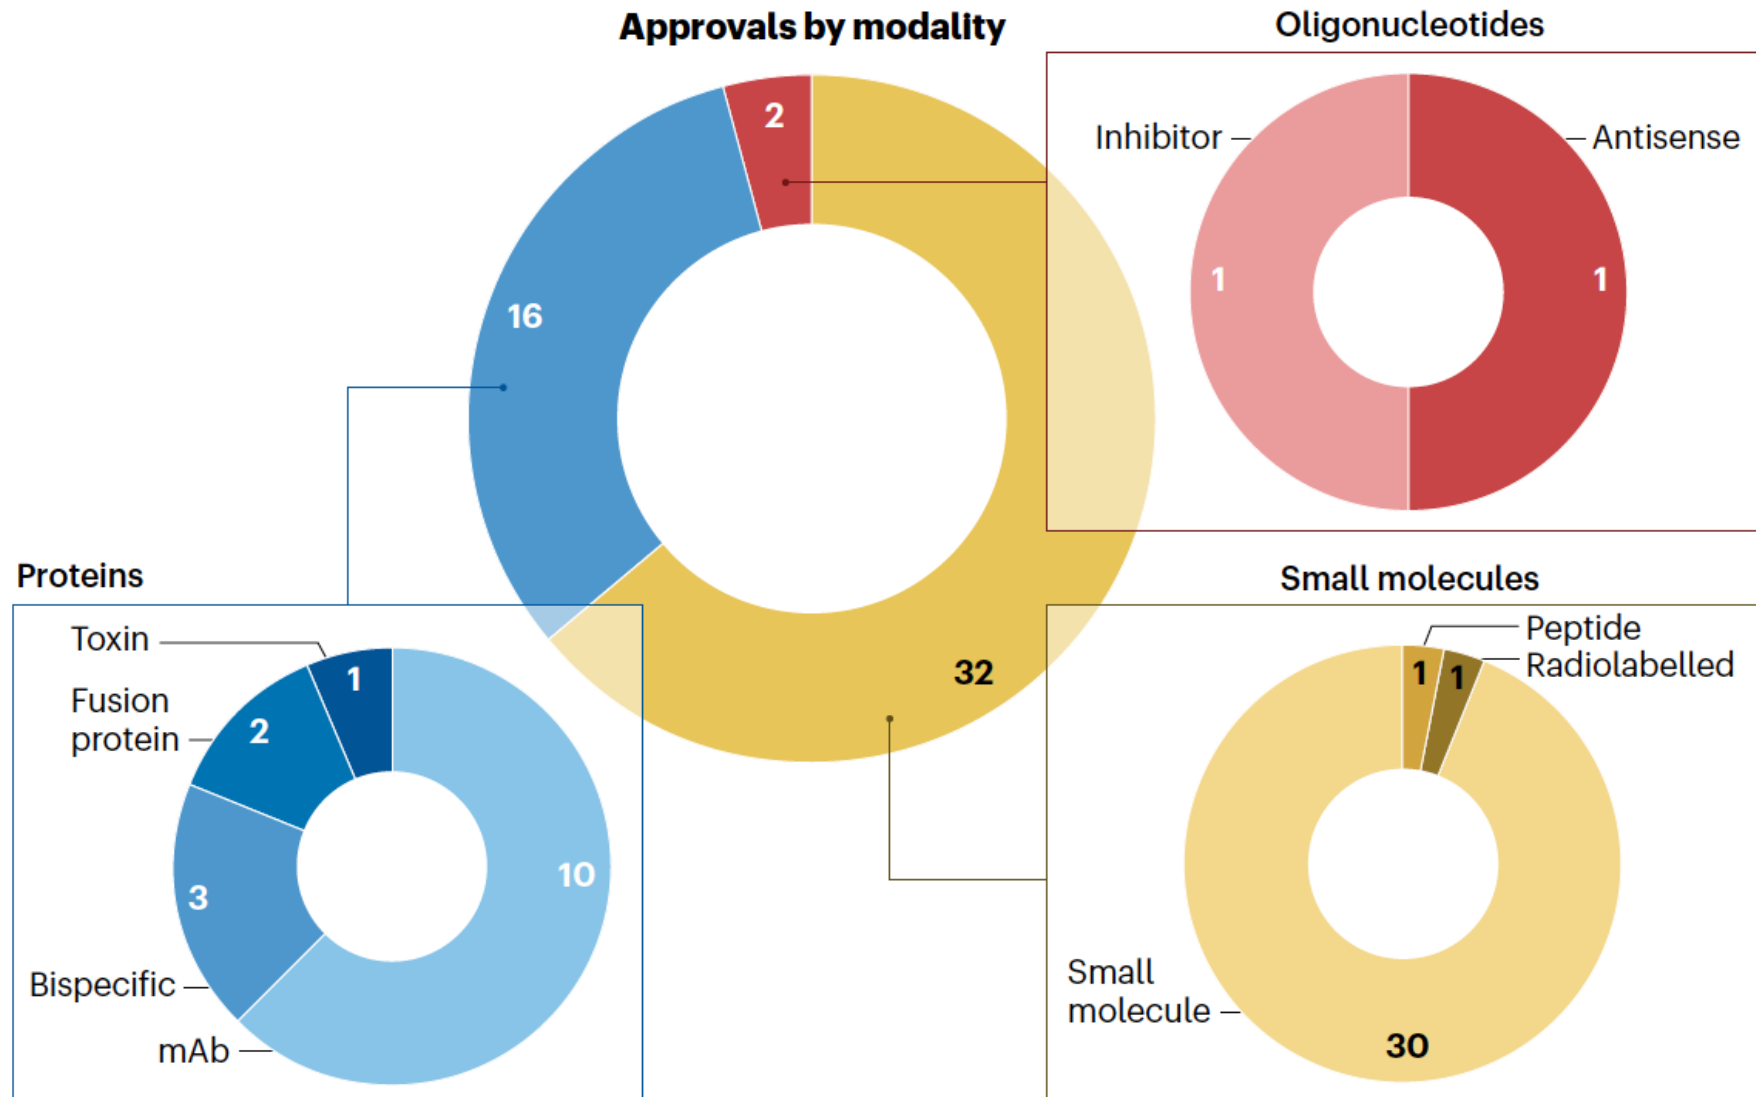 Approvals by modality
2
16
32
Oligonucleotides
Inhibitor
Antisense
1
1
Proteins
Toxin
1
Fusion
protein
2
3
10
Bispecific
mAb
Small molecules
Peptide
Radiolabelled
1
1
Small
molecule
30